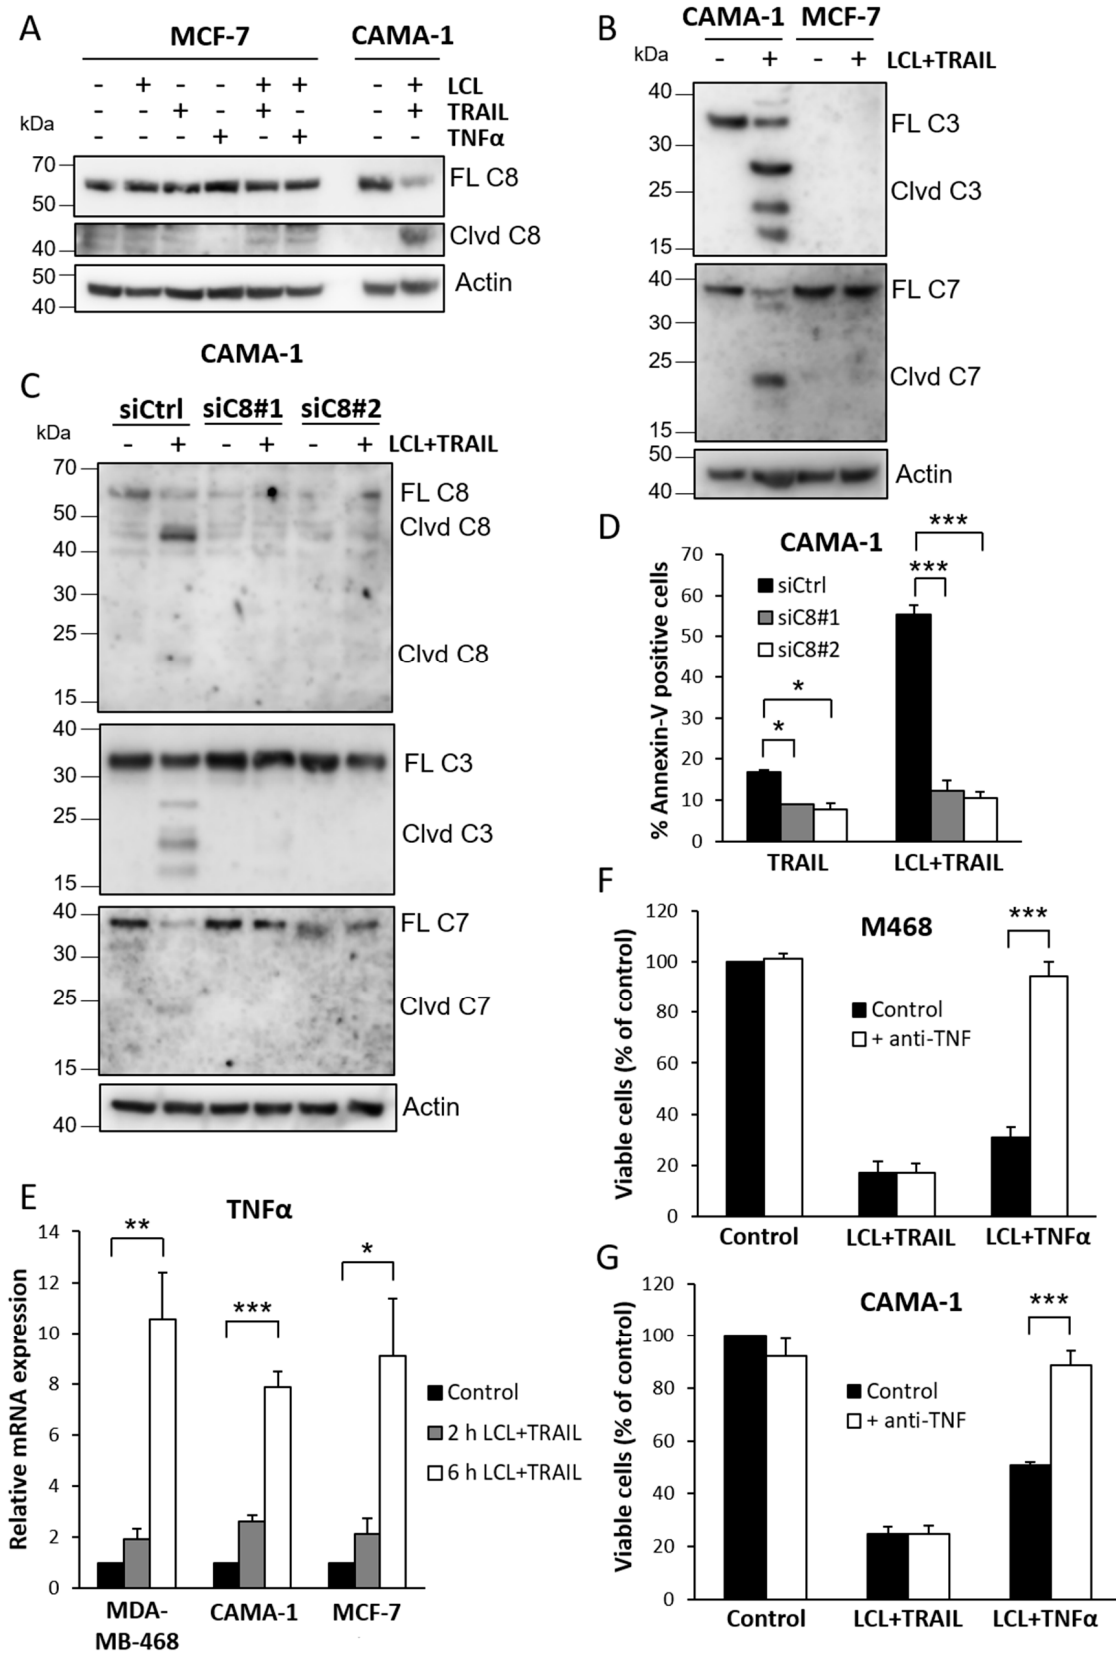 A
MCF-7
CAMA-1
- + - - + + - + LCL
- - + - + - - + TRAIL
- - - + - + - - TNFα
kDa
70
50
FL C8
40
Clvd C8
50
40
Actin
B
CAMA-1 MCF-7
kDa
- + - + LCL+TRAIL
40
30
25
15
FL C3
Clvd C3
40
30
25
15
FL C7
Clvd C7
50
40
Actin
CAMA-1
C
siCtrl siC8#1 siC8#2
kDa
- + - + - + LCL+TRAIL
70
50
40
30
25
15
FL C8
Clvd C8
Clvd C8
40
30
25
15
FL C3
Clvd C3
40
30
25
15
FL C7
Clvd C7
40
Actin
D
CAMA-1
% Annexin-V positive cells
70
60
50
40
30
20
10
0
siCtrl
siC8#1
siC8#2
*
*
***
***
TRAIL LCL+TRAIL
E
TNFα
Relative mRNA expression
14
12
10
8
6
4
2
0
**
***
*
Control
2 h LCL+TRAIL
6 h LCL+TRAIL
MDA-
MB-468
CAMA-1
MCF-7
F
M468
Viable cells (% of control)
120
100
80
60
40
20
0
***
Control
+ anti-TNF
Control LCL+TRAIL LCL+TNFα
G
CAMA-1
Viable cells (% of control)
120
100
80
60
40
20
0
***
Control
+ anti-TNF
Control LCL+TRAIL LCL+TNFα